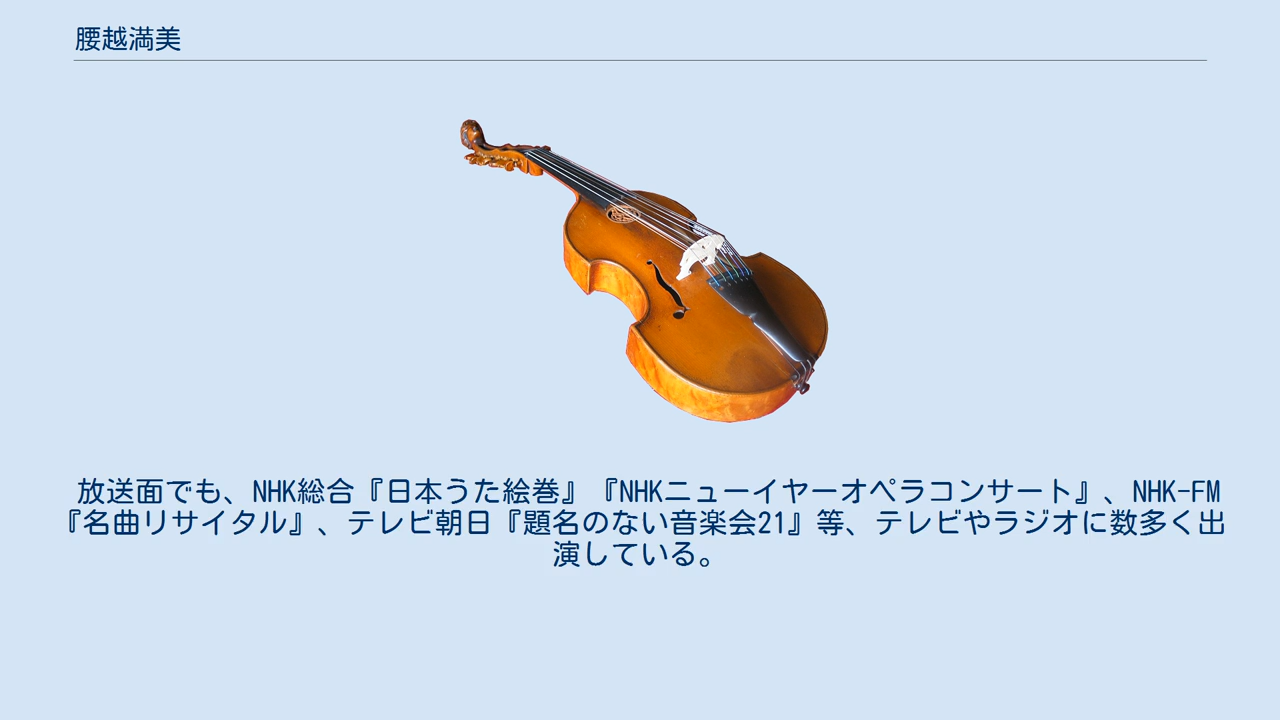 腰越満美
放送面でも、NHK総合『日本うた絵巻』『NHKニューイヤーオペラコンサート』、NHK-FM
『名曲リサイタル』、テレビ朝日『題名のない音楽会21』等、テレビやラジオに数多く出
演している。